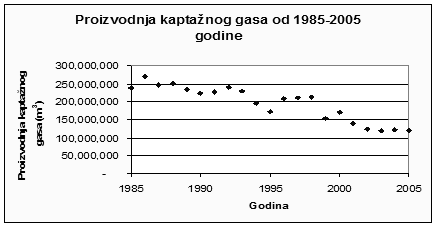 Proizvodnja kaptažnog gasa od 1985-2005
godine
Proizvodnja kaptažnog
gasa (m³)
300,000,000
250,000,000
200,000,000
150,000,000
100,000,000
50,000,000
-
1985 1990 1995 2000 2005
Godina